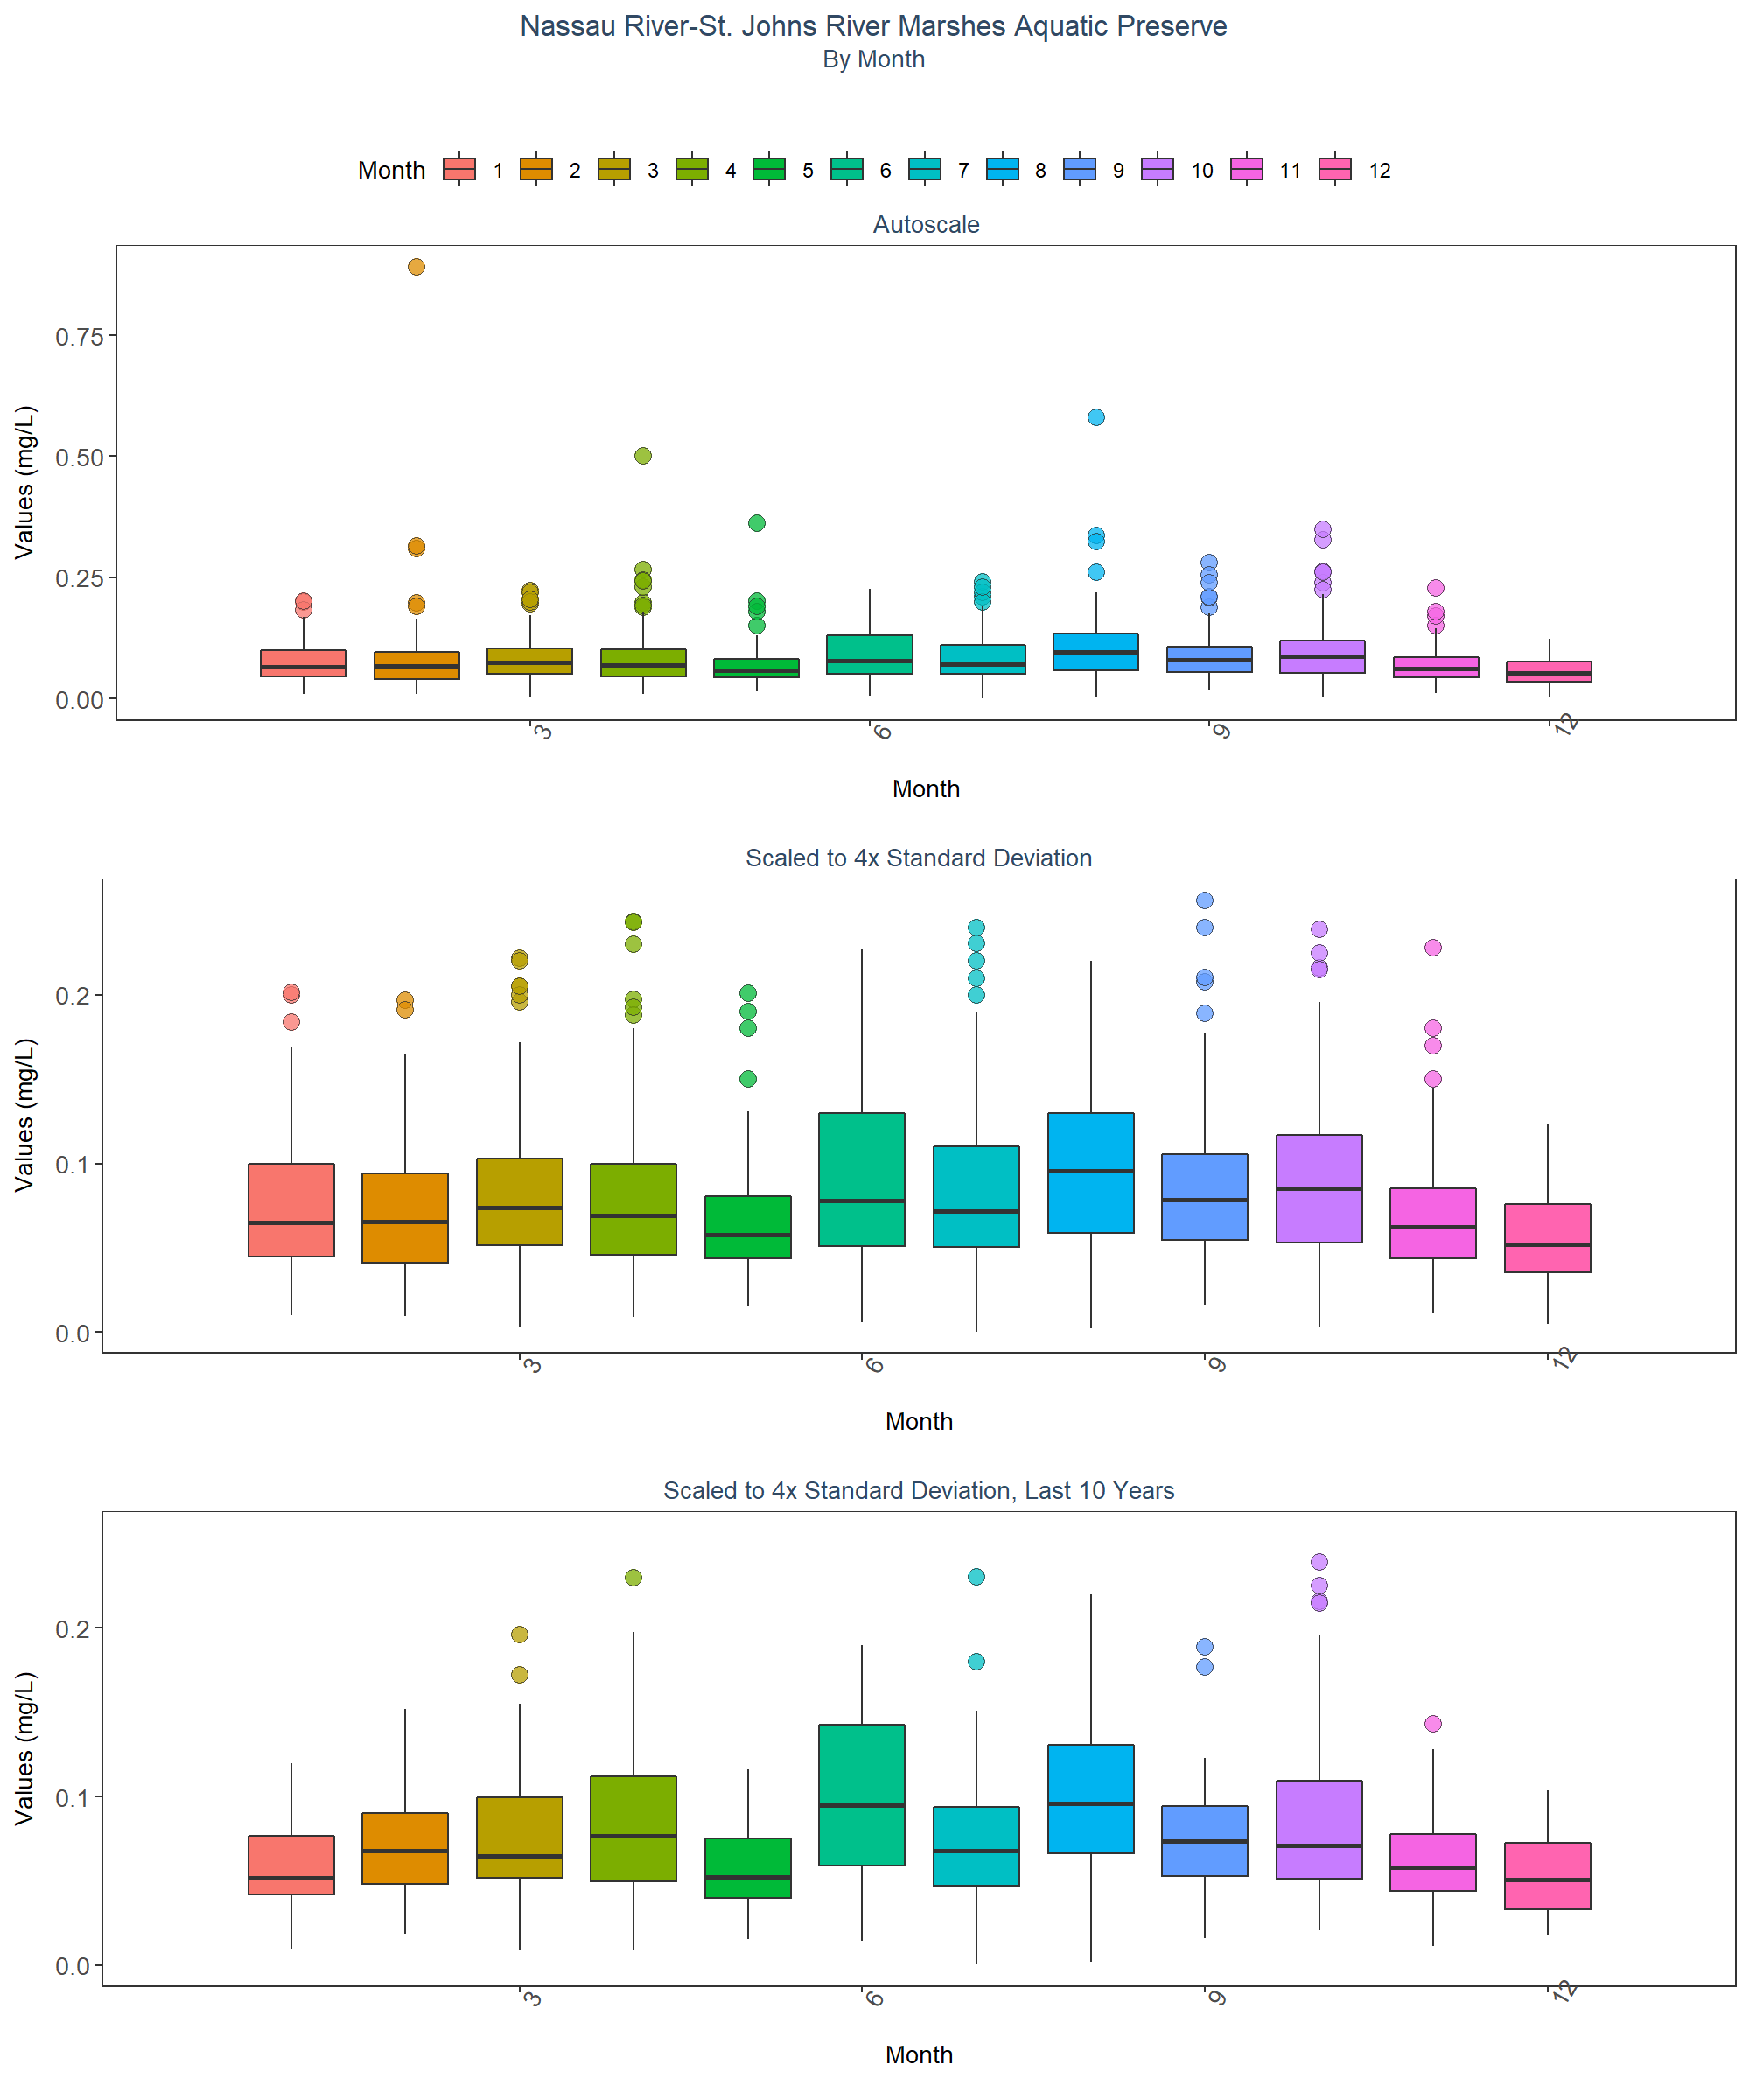 Nassau River-St. Johns River Marshes Aquatic Preserve
By Month
Month 1 2 3 4 5 6 7 8 9 10 11 12
Autoscale
Values (mg/L)
0.75
0.50
0.25
0.00
3 6 9 12
Month
Scaled to 4x Standard Deviation
Values (mg/L)
0.2
0.1
0.0
3 6 9 12
Month
Scaled to 4x Standard Deviation, Last 10 Years
Values (mg/L)
0.2
0.1
0.0
3 6 9 12
Month